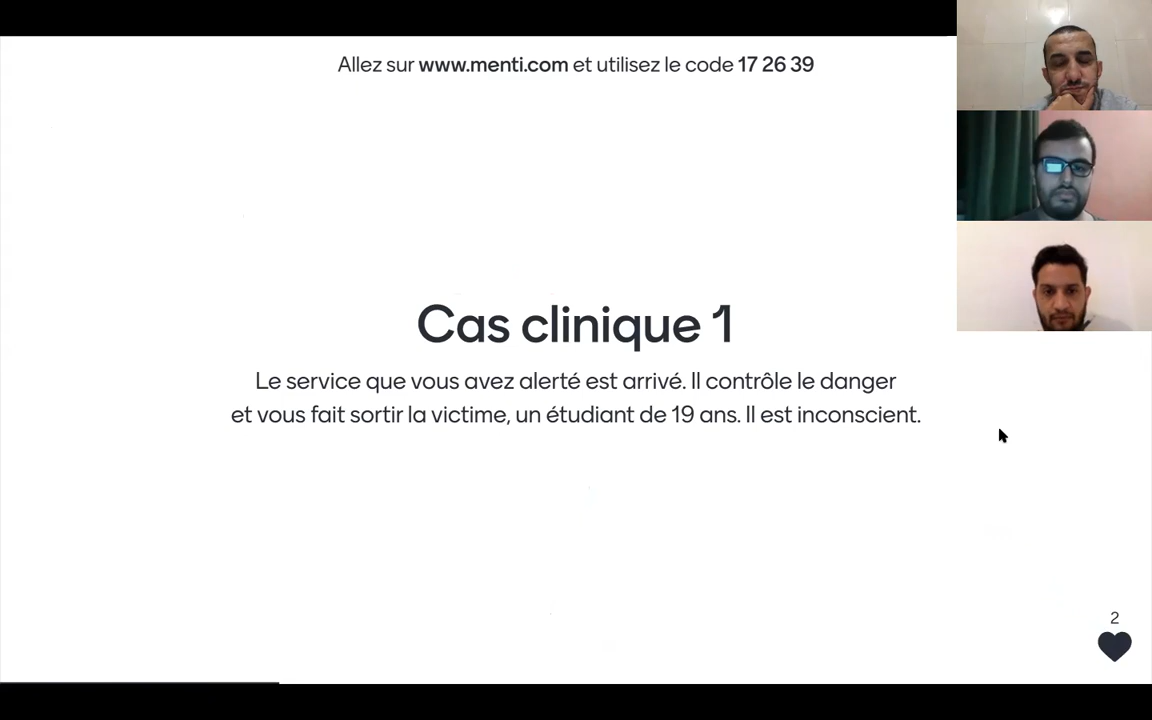 Allez sur www.menti.com et utilisez le code 17 26 39
Cas clinique 1
Le service que vous avez alerté est arrivé. Il contrôle le danger
et vous fait sortir la victime, un étudiant de 19 ans. Il est inconscient.
2